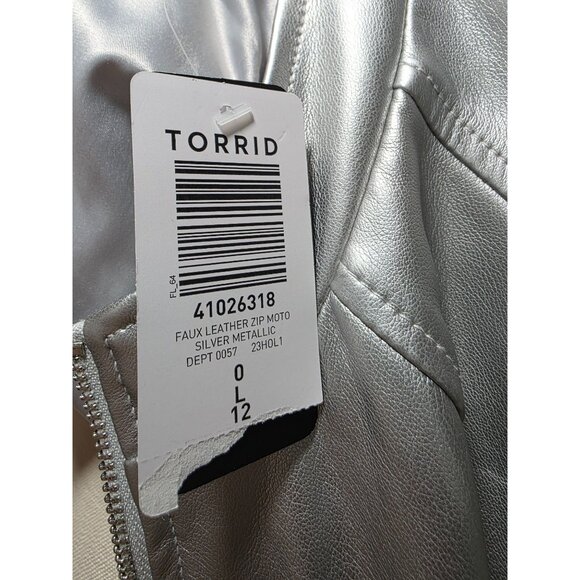 TORRID
FL_64
41026318
FAUX LEATHER ZIP MOTO
SILVER METALLIC
DEPT 0057 23HOL1
0
L
12